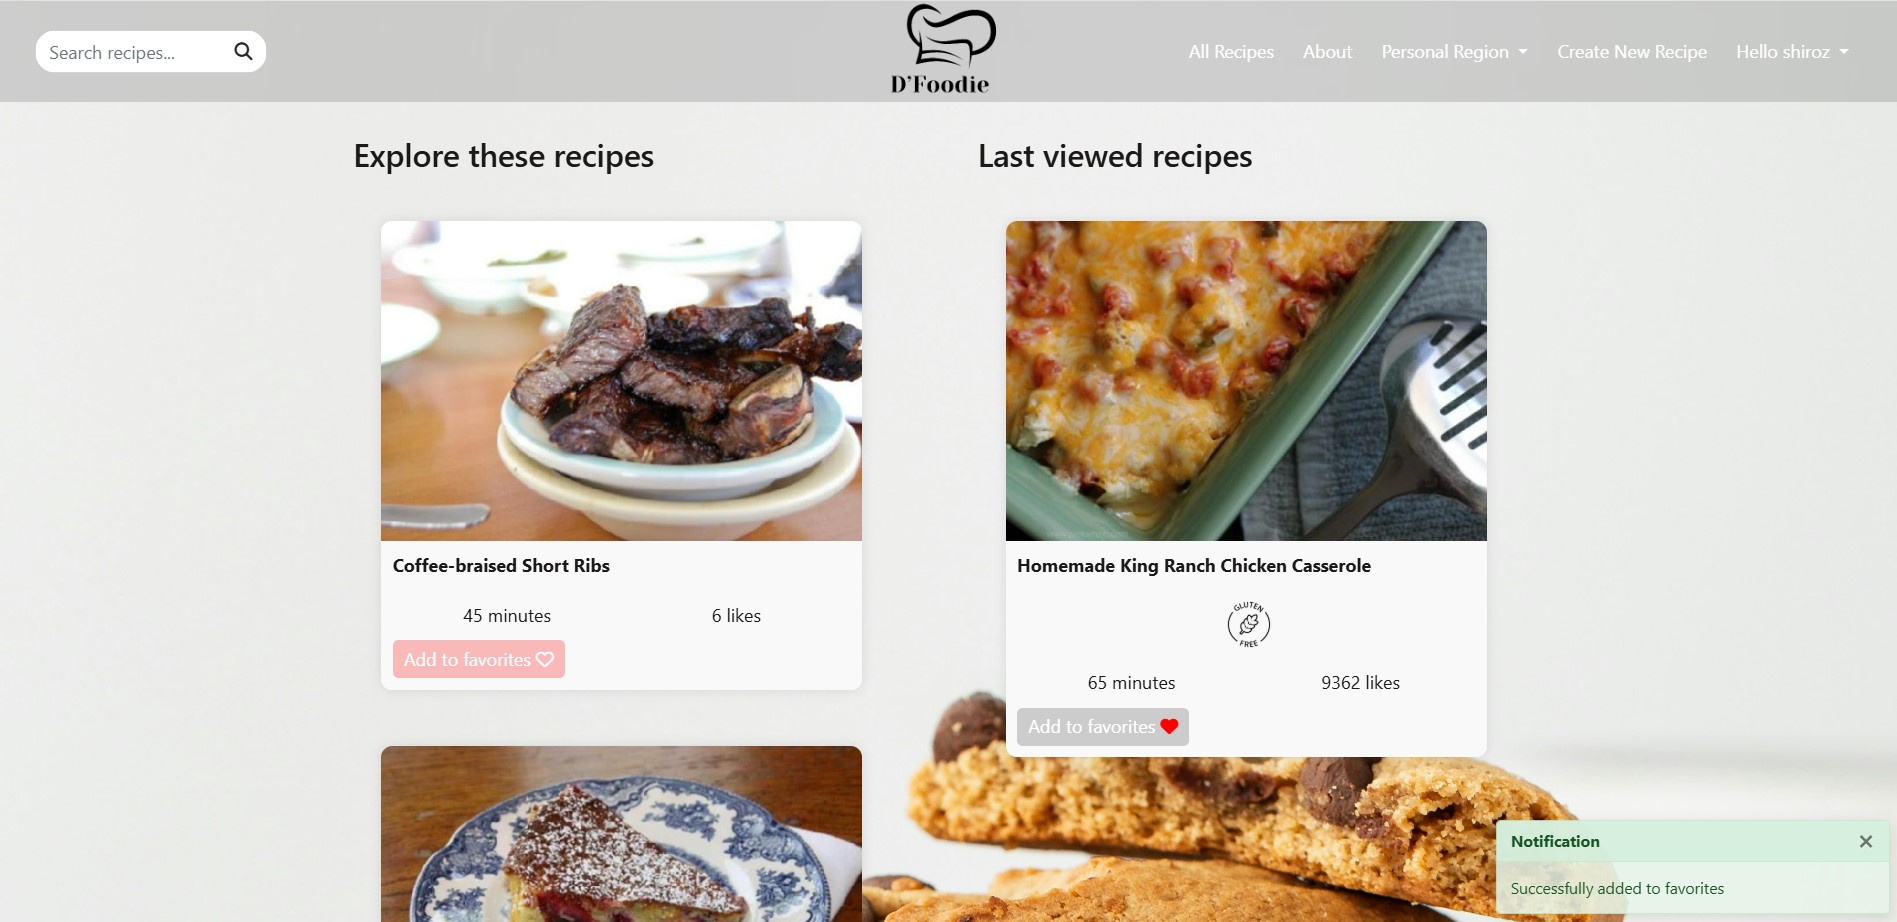 Search recipes...
D'Foodie
All Recipes
About
Personal Region
Create New Recipe
Hello shiroz
Explore these recipes
Coffee-braised Short Ribs
45 minutes
6 likes
Add to favorites
Last viewed recipes
Homemade King Ranch Chicken Casserole
GLUTEN
FREE
65 minutes
9362 likes
Add to favorites
Notification
Successfully added to favorites